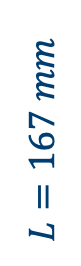 L = 167 mm